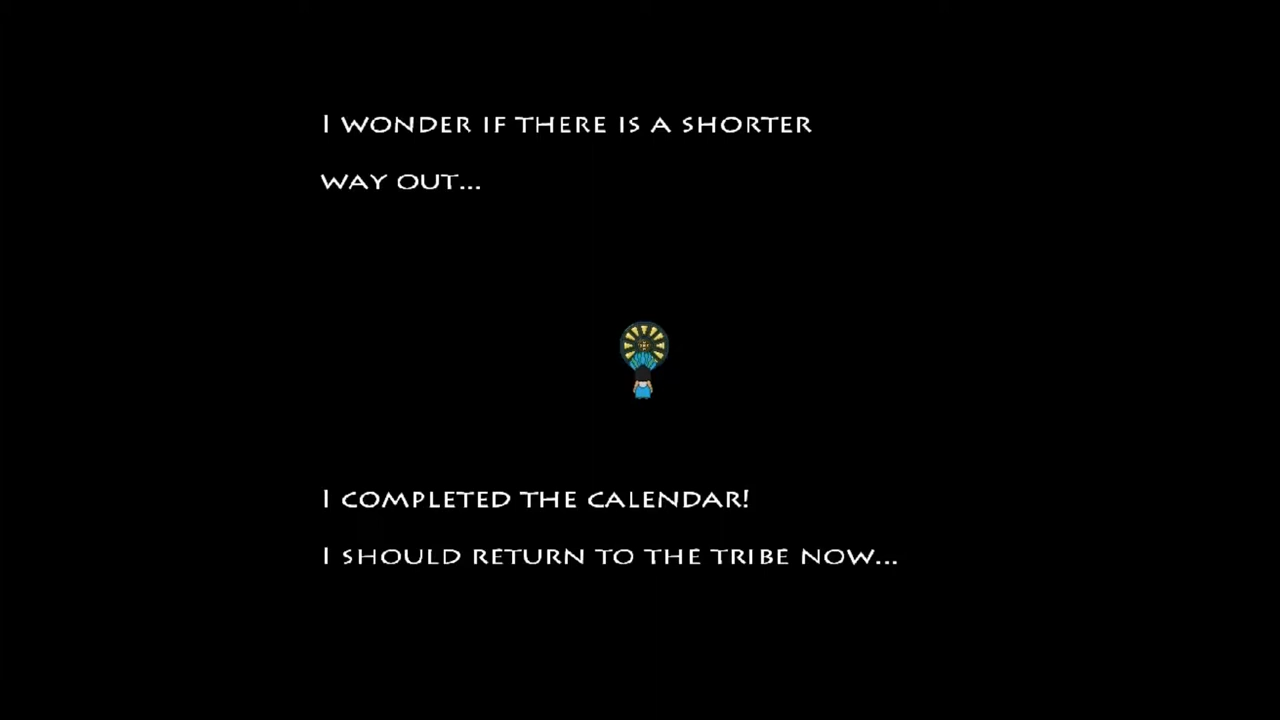 I WONDER IF THERE IS A SHORTER
WAY OUT...
I COMPLETED THE CALENDAR!
I SHOULD RETURN TO THE TRIBE NOW...